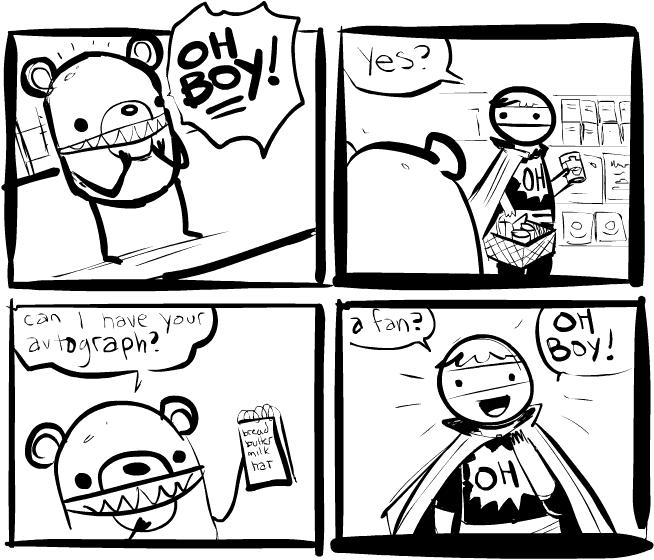 OH
BOY!
Yes?
OH
can I have your
autograph?
bread
butter
milk
hat
a fan?
OH
BOY!
OH